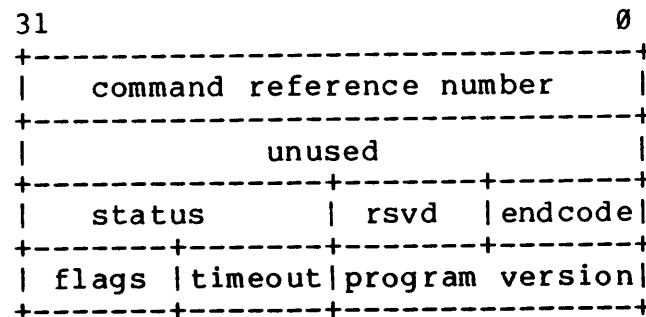 31 0
command reference number
unused
status rsvd endcode
flags timeout program version